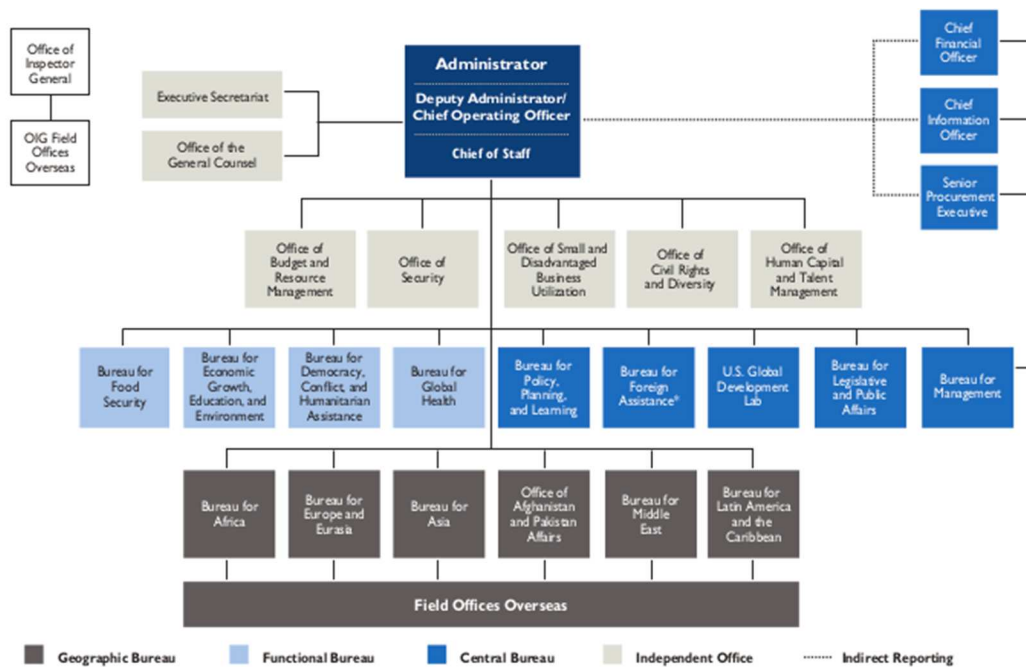 Office of
Inspector
General
OIG Field
Offices
Overseas
Executive Secretariat
Office of the
General Counsel
Administrator
Deputy Administrator/
Chief Operating Officer
Chief of Staff
Chief
Financial
Officer
Chief
Information
Officer
Senior
Procurement
Executive
Office of
Budget and
Resource
Management
Office of
Security
Office of Small and
Disadvantaged
Business
Utilization
Office of
Civil Rights
and Diversity
Office of
Human Capital
and Talent
Management
Bureau for
Food
Security
Bureau for
Economic
Growth,
Education, and
Environment
Bureau for
Democracy,
Conflict, and
Humanitarian
Assistance
Bureau for
Global
Health
Bureau for
Policy,
Planning,
and Learning
Bureau for
Foreign
Assistance*
U.S. Global
Development
Lab
Bureau for
Legislative
and Public
Affairs
Bureau for
Management
Bureau for
Africa
Bureau for
Europe and
Eurasia
Bureau for
Asia
Office of
Afghanistan
and Pakistan
Affairs
Bureau for
Middle
East
Bureau for
Latin America
and the
Caribbean
Field Offices Overseas
Geographic Bureau
Functional Bureau
Central Bureau
Independent Office
Indirect Reporting